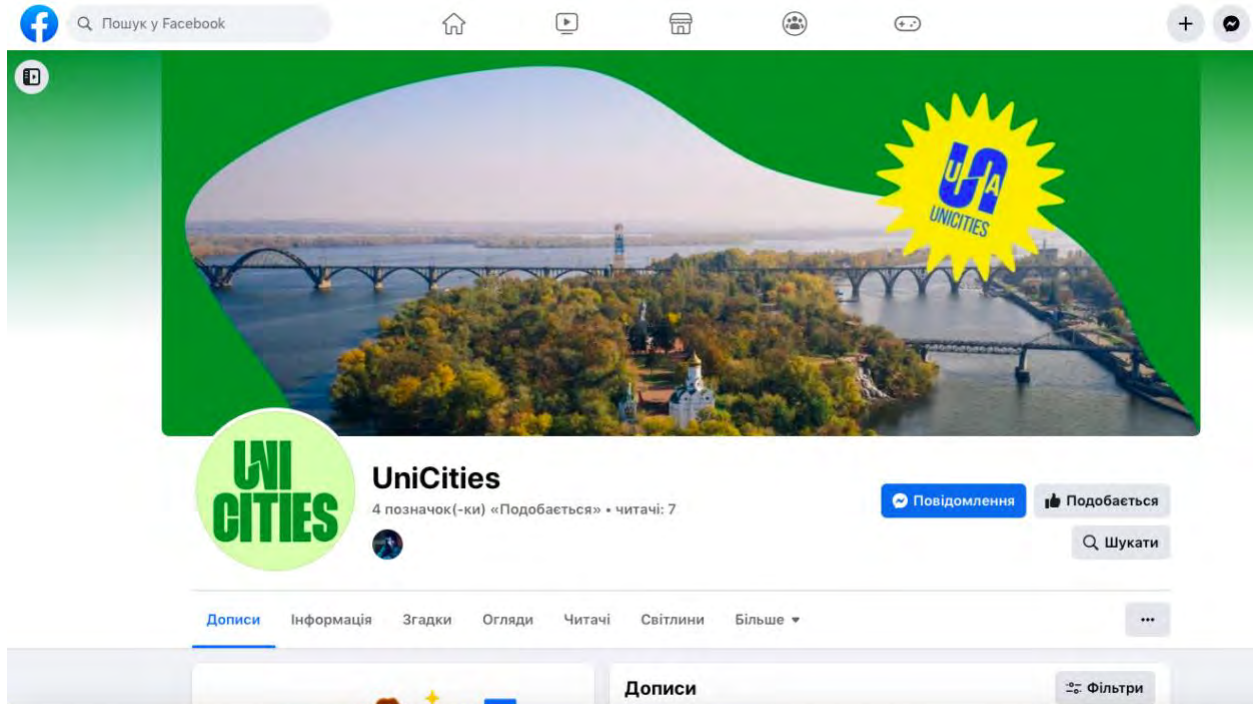 Пошук у Facebook
UA
UNICITIES
UNI
CITIES
UniCities
4 позначок(-ки) «Подобається» • читачі: 7
Повідомлення
Подобається
Шукати
Дописи Інформація Згадки Огляди Читачі Світлини Більше
Дописи
Фільтри